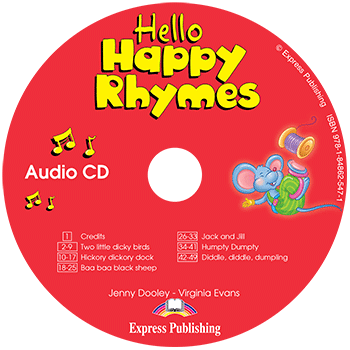 Hello
Happy
Rhymes
© Express Publishing
ISBN 978-1-84862-547-1
Audio CD
1 Credits
2-9 Two little dicky birds
10-17 Hickory dickory dock
18-25 Baa baa black sheep
26-33 Jack and Jill
34-41 Humpty Dumpty
42-49 Diddle, diddle, dumpling
Jenny Dooley - Virginia Evans
Express Publishing